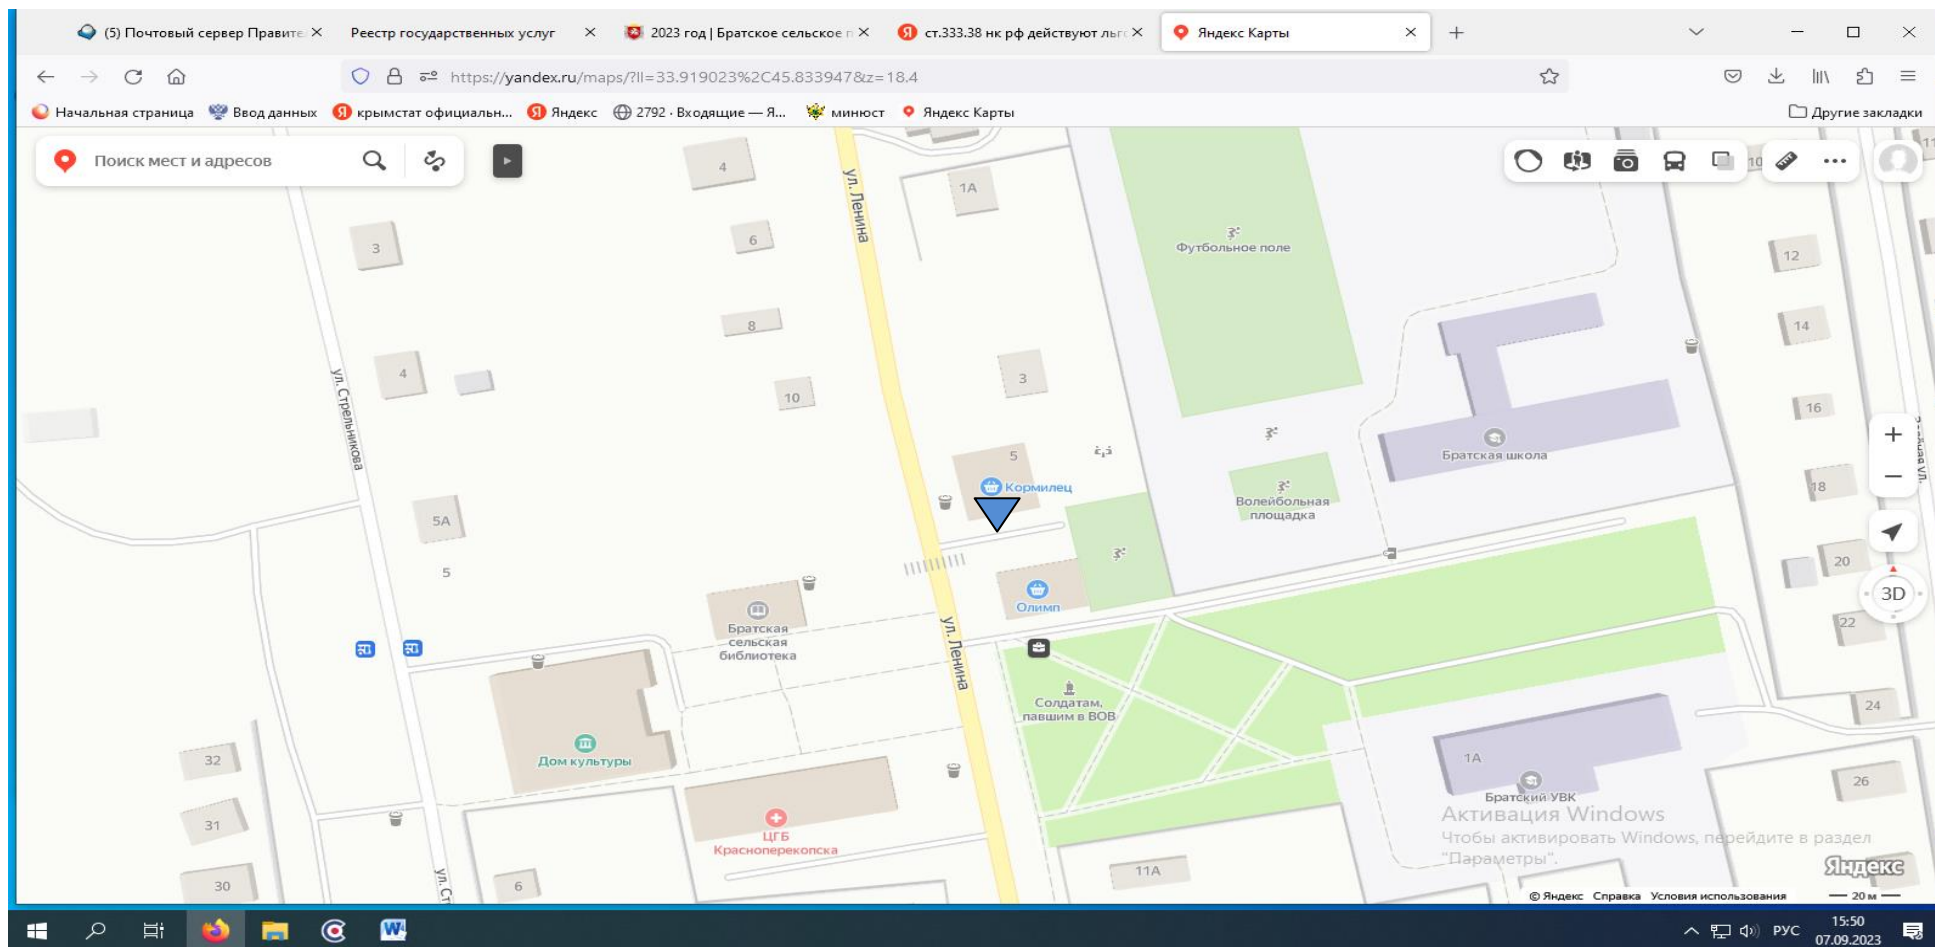 (5) Почтовый сервер Правите
Реестр государственных услуг
2023 год | Братское сельское п
ст.333.38 нк рф действуют льго
Яндекс Карты
https://yandex.ru/maps/?ll=33.919023%2C45.833947&z=18.4
Начальная страница
Ввод данных
крымстат официальн...
Яндекс
2792 · Входящие — Я...
минюст
Яндекс Карты
Другие закладки
Поиск мест и адресов
4
ул. Ленина
1А
10
11
3
6
Футбольное поле
12
8
14
4
ул. Стрельникова
10
3
16
5
Кормилец
Братская школа
Волейбольная
площадка
18
5А
5
20
3D
Олимп
Братская
сельская
библиотека
ул. Ленина
22
Солдатам,
павшим в ВОВ
24
32
Дом культуры
1А
26
Братский УВК
31
ЦГБ
Красноперекопска
Активация Windows
Чтобы активировать Windows, перейдите в раздел
"Параметры".
30
ул. Ст
6
11А
Яндекс
© Яндекс Справка Условия использования
20 м
РУС
15:50
07.09.2023